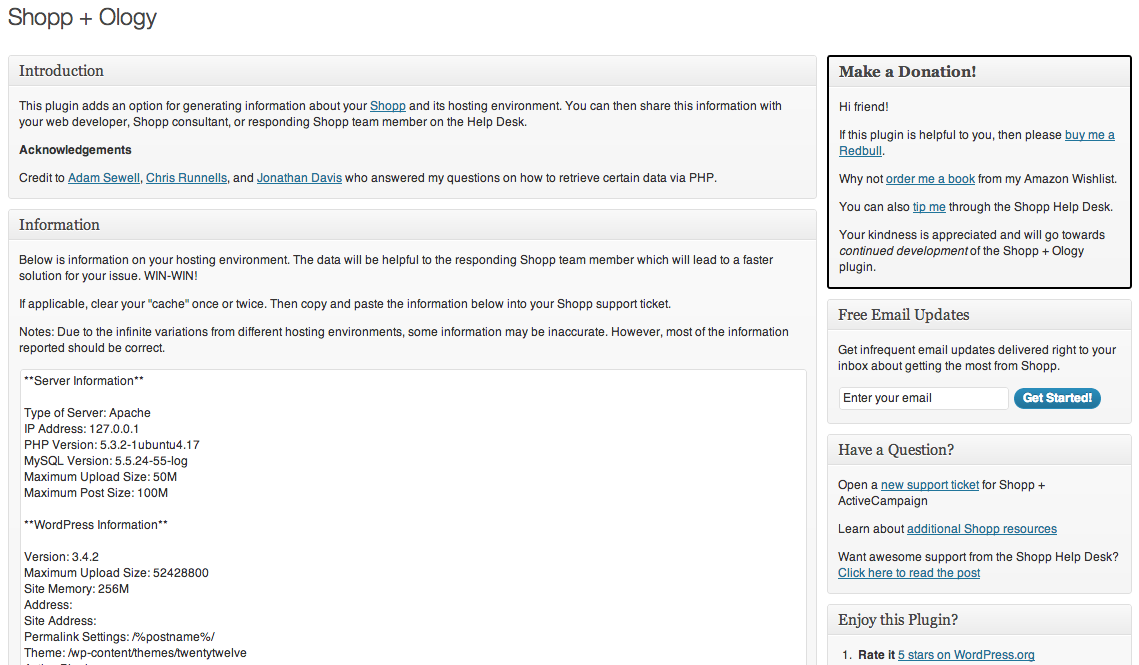 Shopp + Ology
Introduction
This plugin adds an option for generating information about your Shopp and its hosting environment. You can then share this information with
your web developer, Shopp consultant, or responding Shopp team member on the Help Desk.
Acknowledgements
Credit to Adam Sewell, Chris Runnells, and Jonathan Davis who answered my questions on how to retrieve certain data via PHP.
Information
Below is information on your hosting environment. The data will be helpful to the responding Shopp team member which will lead to a faster
solution for your issue. WIN-WIN!
If applicable, clear your "cache" once or twice. Then copy and paste the information below into your Shopp support ticket.
Notes: Due to the infinite variations from different hosting environments, some information may be inaccurate. However, most of the information
reported should be correct.
**Server Information**
Type of Server: Apache
IP Address: 127.0.0.1
PHP Version: 5.3.2-1ubuntu4.17
MySQL Version: 5.5.24-55-log
Maximum Upload Size: 50M
Maximum Post Size: 100M
**WordPress Information**
Version: 3.4.2
Maximum Upload Size: 52428800
Site Memory: 256M
Address:
Site Address:
Permalink Settings: /%postname%/
Theme: /wp-content/themes/twentytwelve
Make a Donation!
Hi friend!
If this plugin is helpful to you, then please buy me a
Redbull.
Why not order me a book from my Amazon Wishlist.
You can also tip me through the Shopp Help Desk.
Your kindness is appreciated and will go towards
continued development of the Shopp + Ology
plugin.
Free Email Updates
Get infrequent email updates delivered right to your
inbox about getting the most from Shopp.
Enter your email Get Started!
Have a Question?
Open a new support ticket for Shopp +
ActiveCampaign
Learn about additional Shopp resources
Want awesome support from the Shopp Help Desk?
Click here to read the post
Enjoy this Plugin?
1. Rate it 5 stars on WordPress.org